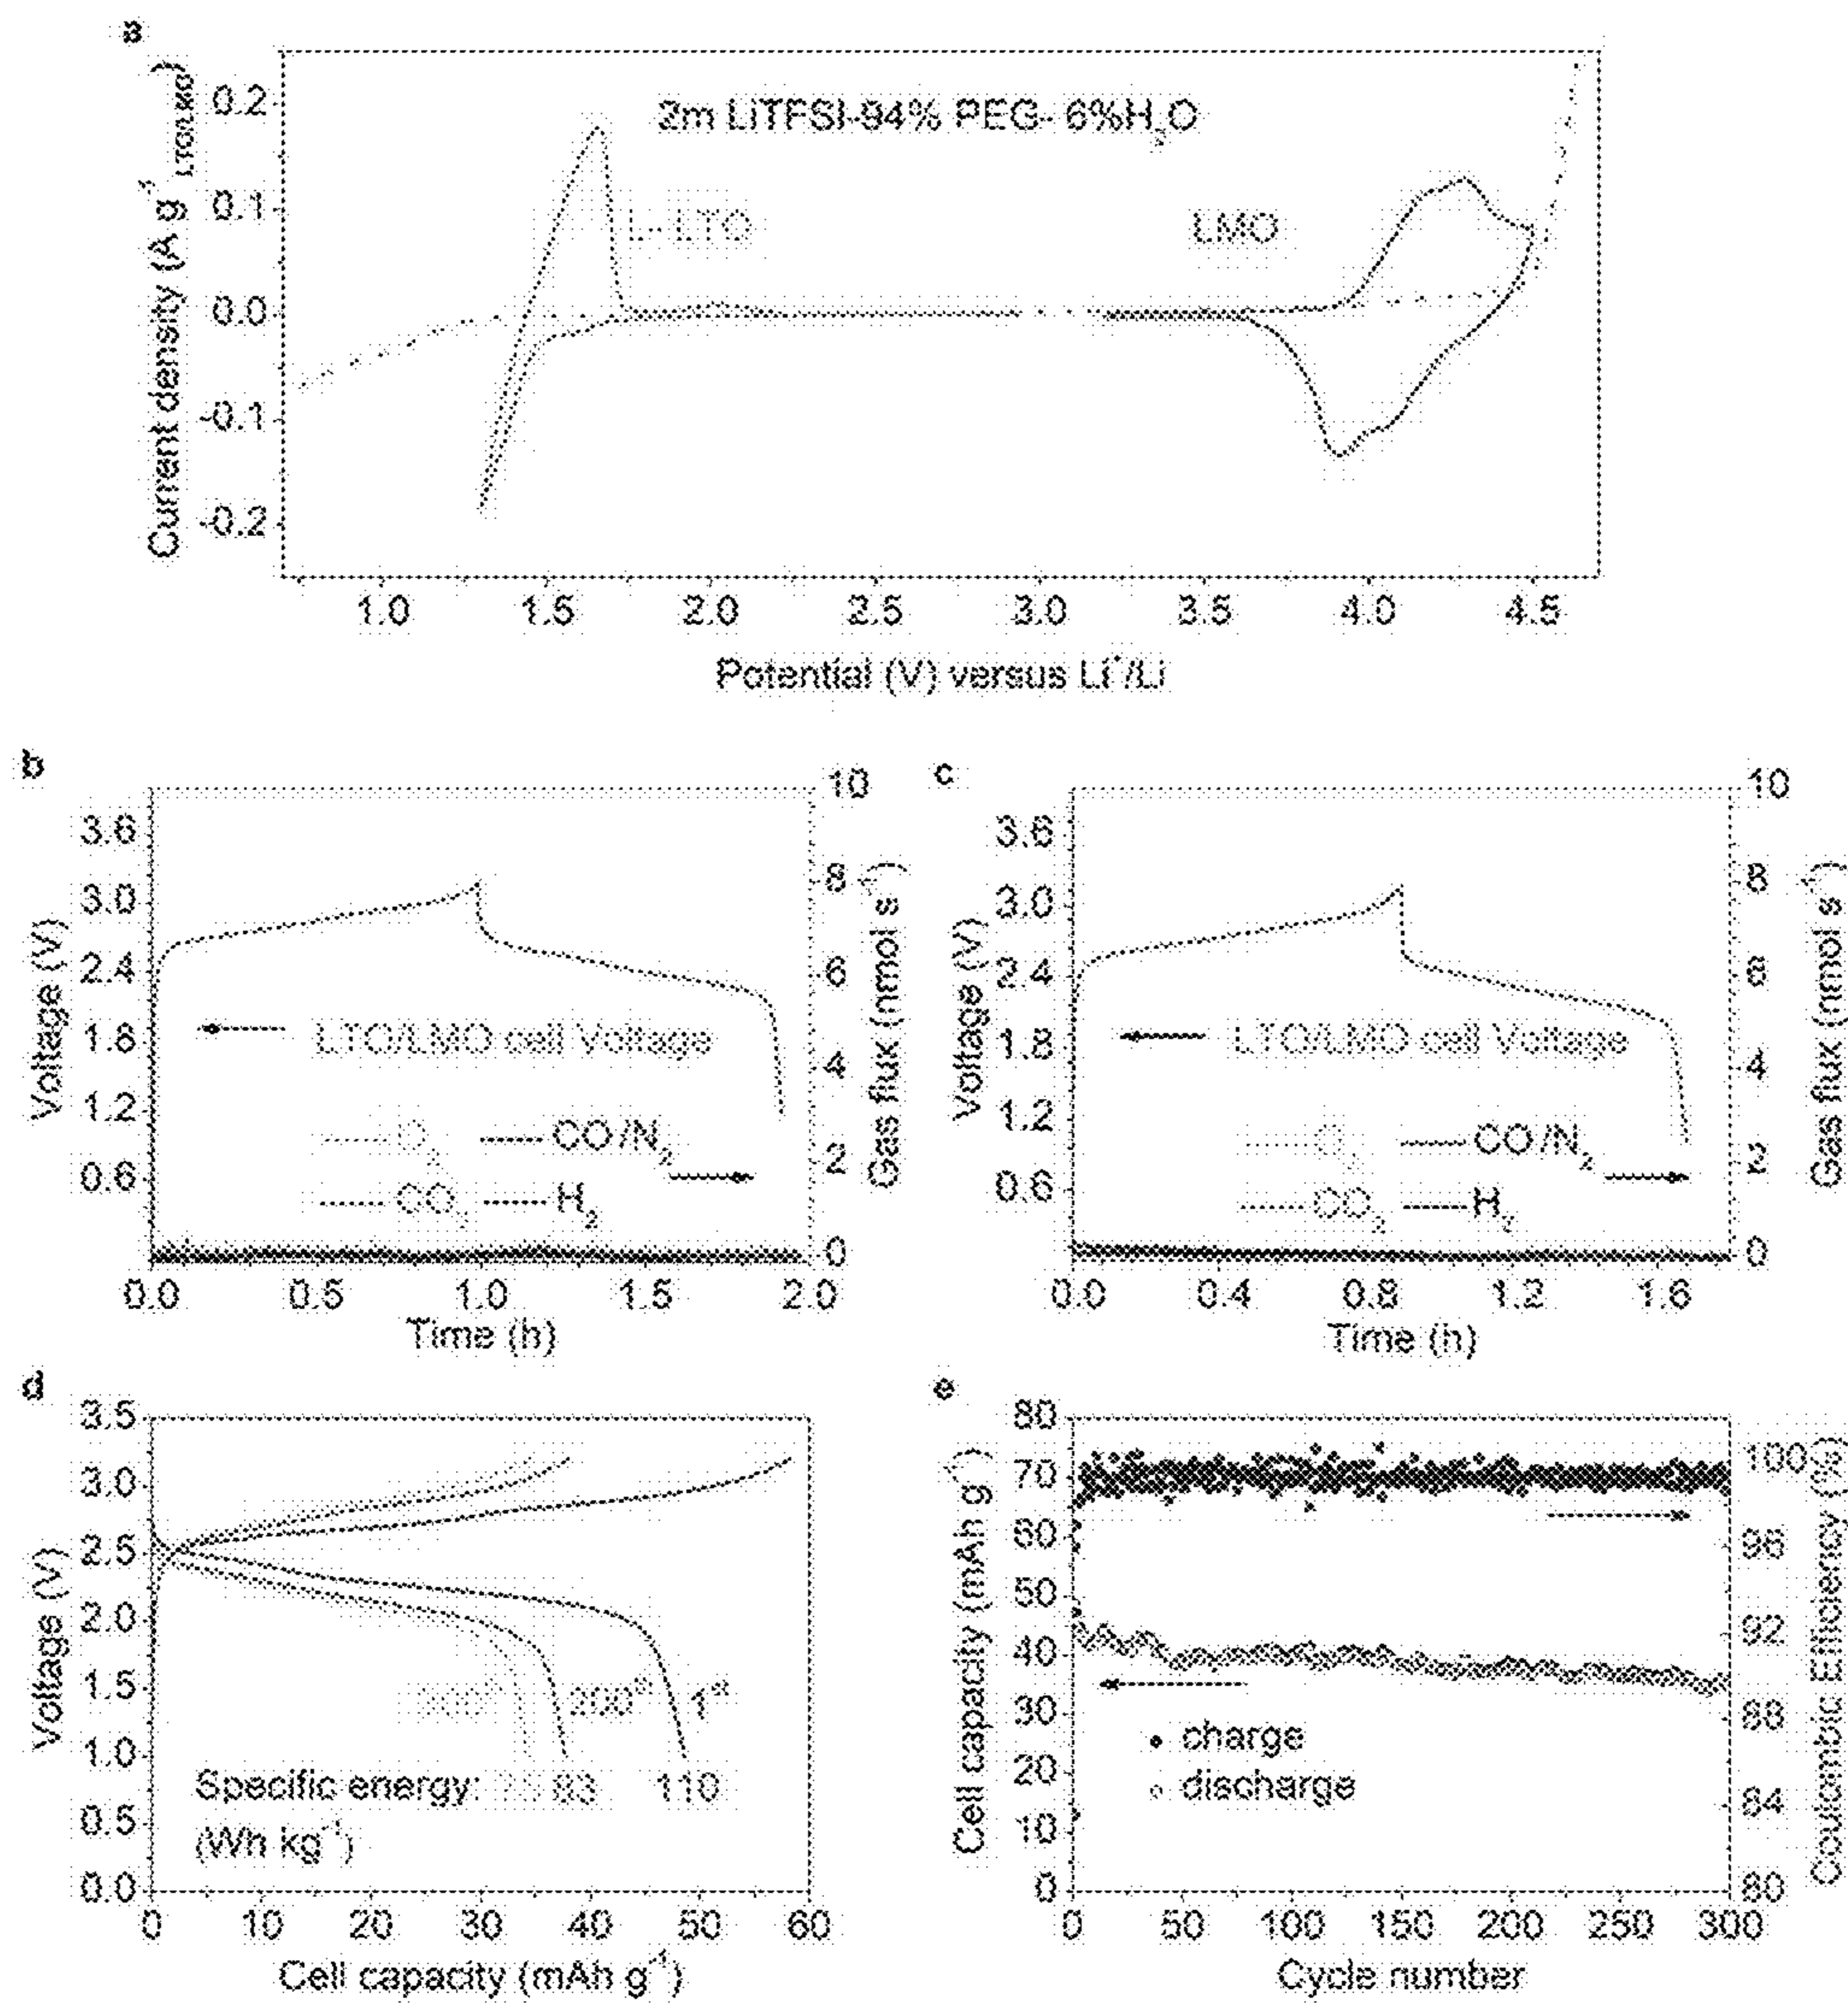 a
Current density (A g⁻¹ LTO/LMO)
0.2
0.1
0.0
-0.1
-0.2
2m LiTFSI-94% PEG- 6%H₂O
L-LTO
LMO
1.0 1.5 2.0 2.5 3.0 3.5 4.0 4.5
Potential (V) versus Li⁺/Li
b
Voltage (V)
3.6
3.0
2.4
1.8
1.2
0.6
LTO/LMO cell Voltage
O₂ CO/N₂
CO₂ H₂
10
8
6
4
2
0
Gas flux (nmol s⁻¹)
0.0 0.5 1.0 1.5 2.0
Time (h)
c
Voltage (V)
3.6
3.0
2.4
1.8
1.2
0.6
LTO/LMO cell Voltage
O₂ CO/N₂
CO₂ H₂
10
8
6
4
2
0
Gas flux (nmol s⁻¹)
0.0 0.4 0.8 1.2 1.6
Time (h)
d
Voltage (V)
3.5
3.0
2.5
2.0
1.5
1.0
0.5
0.0
200ᵗʰ 1ˢᵗ
Specific energy: 83 110
(Wh kg⁻¹)
0 10 20 30 40 50 60
Cell capacity (mAh g⁻¹)
e
Cell capacity (mAh g⁻¹)
80
70
60
50
40
30
20
10
0
charge
discharge
100
96
92
88
84
80
Coulombic Efficiency (%)
0 50 100 150 200 250 300
Cycle number